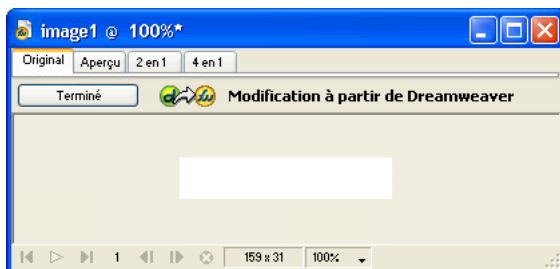 image1 @ 100%*
Original Aperçu 2 en 1 4 en 1
Terminé Modification à partir de Dreamweaver
1 159 x 31 100%